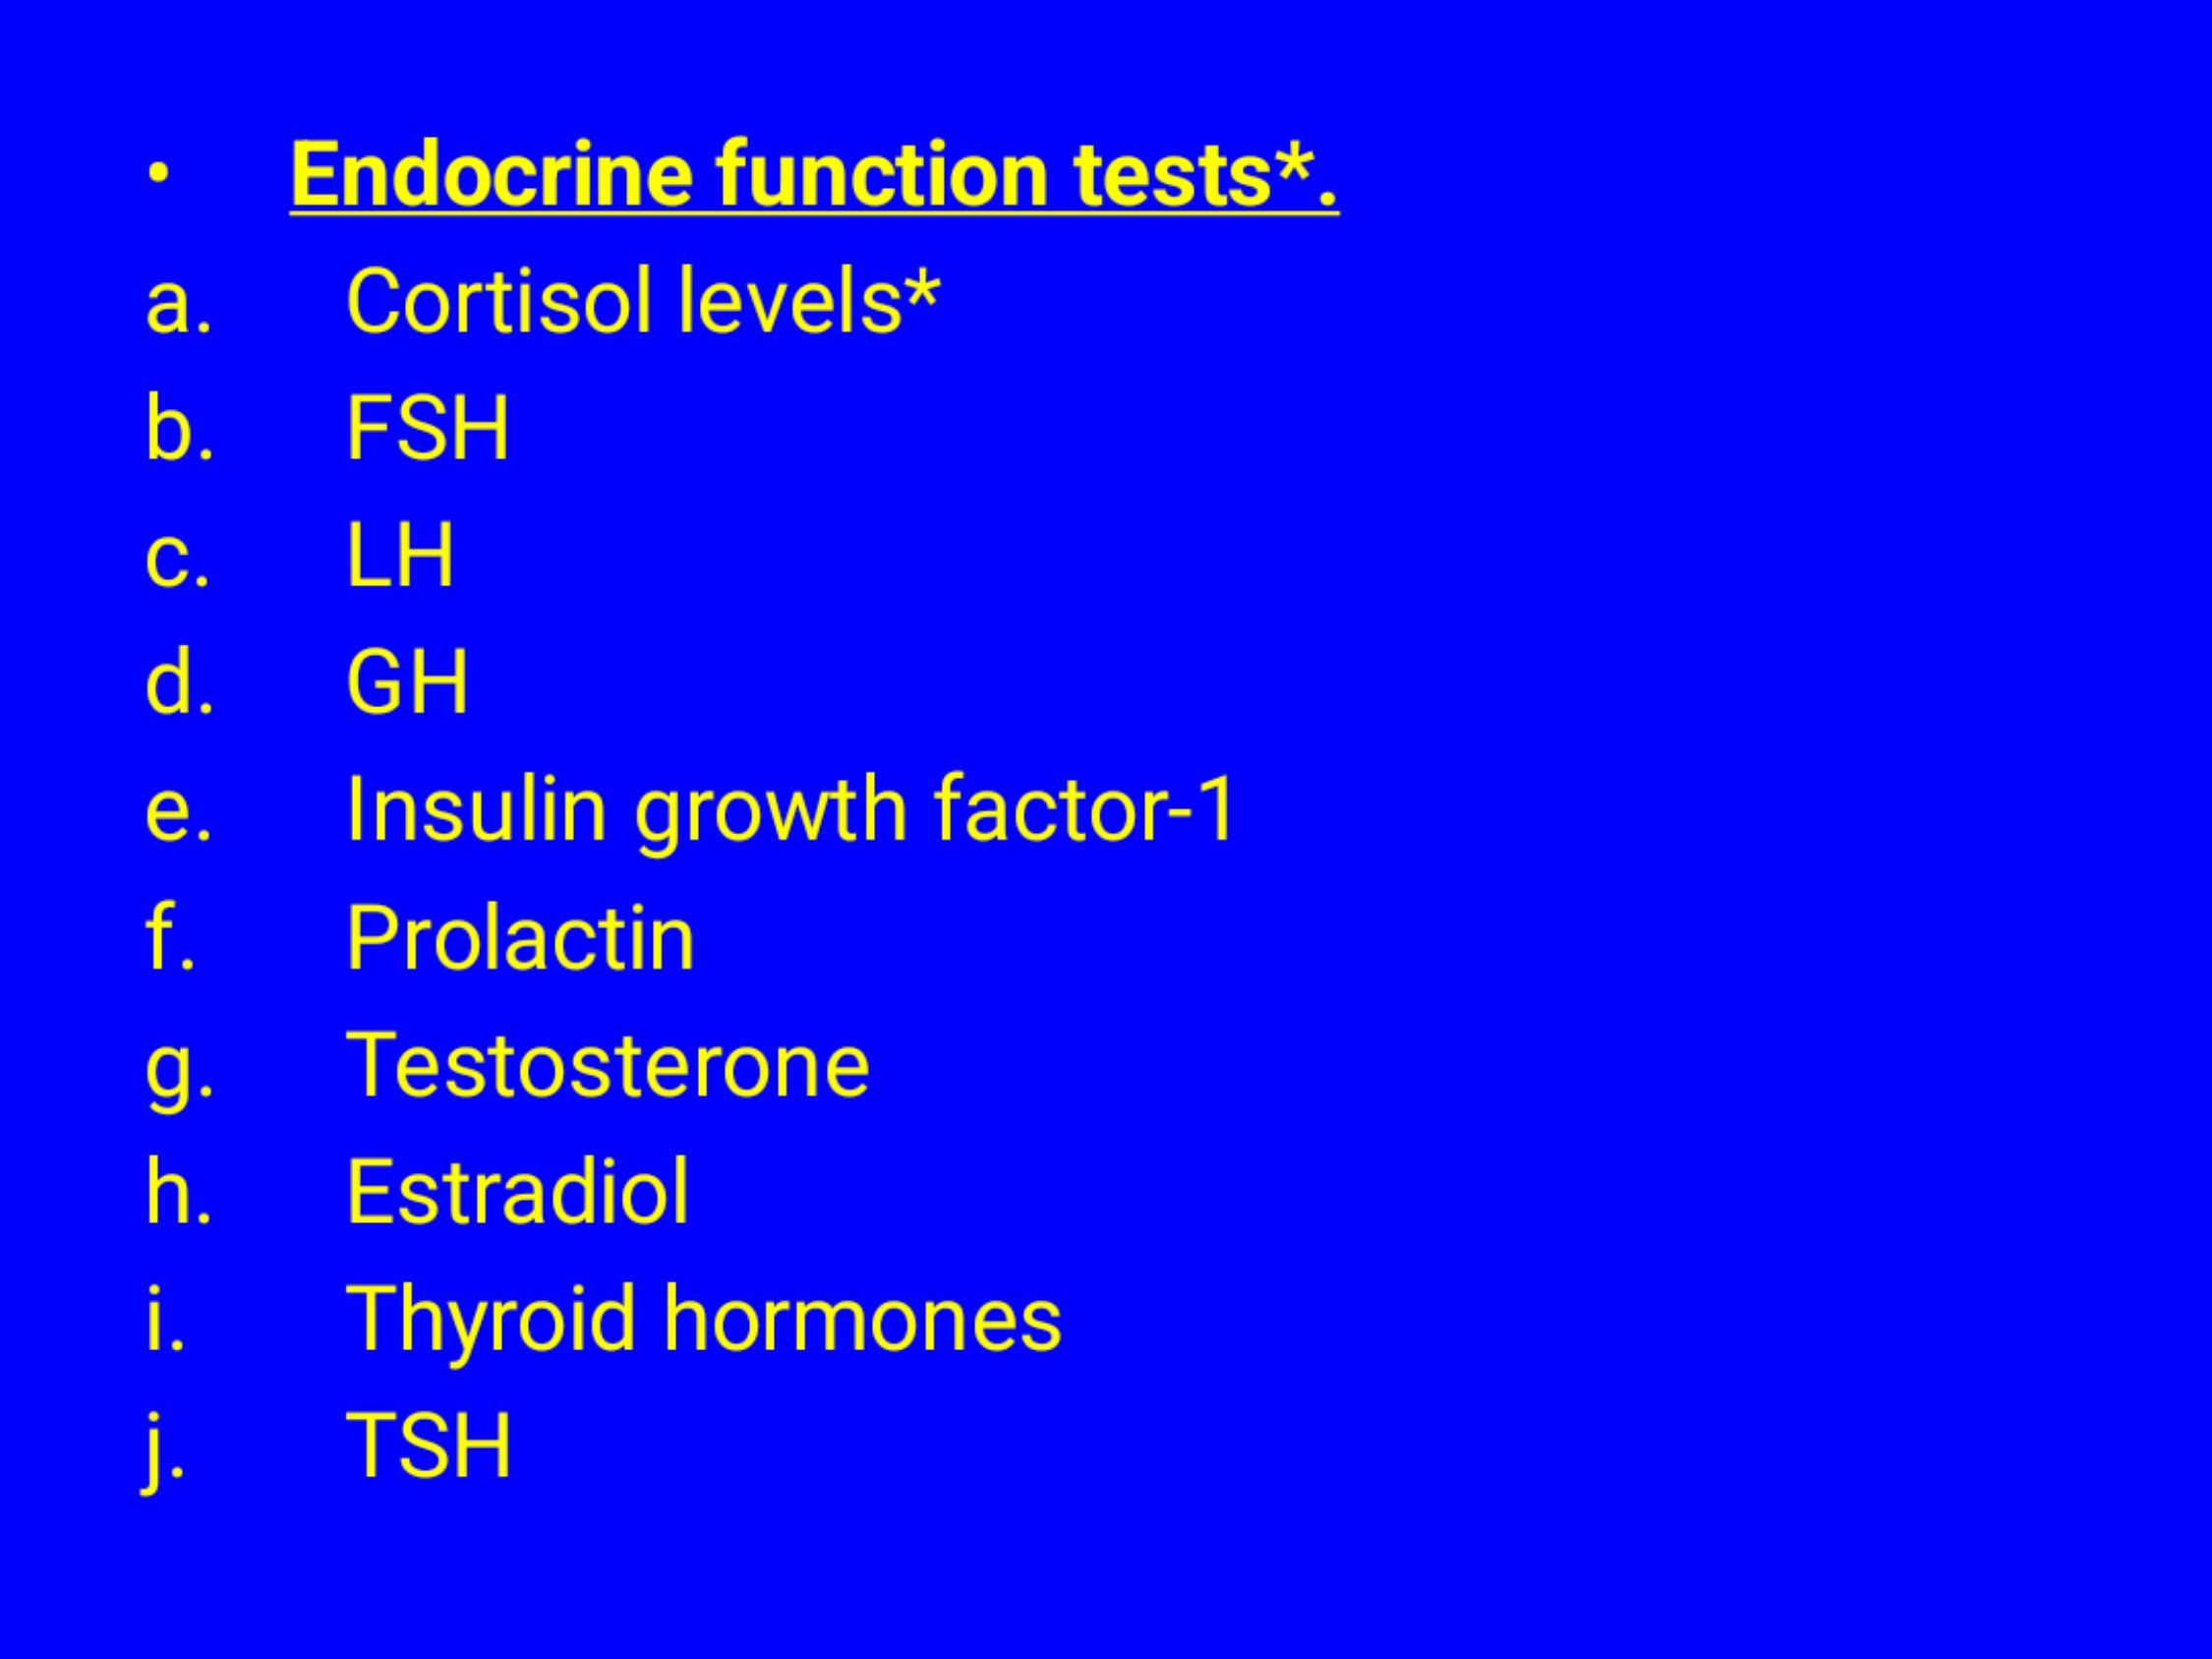 • Endocrine function tests*.
a. Cortisol levels*
b. FSH
c. LH
d. GH
e. Insulin growth factor-1
f. Prolactin
g. Testosterone
h. Estradiol
i. Thyroid hormones
j. TSH